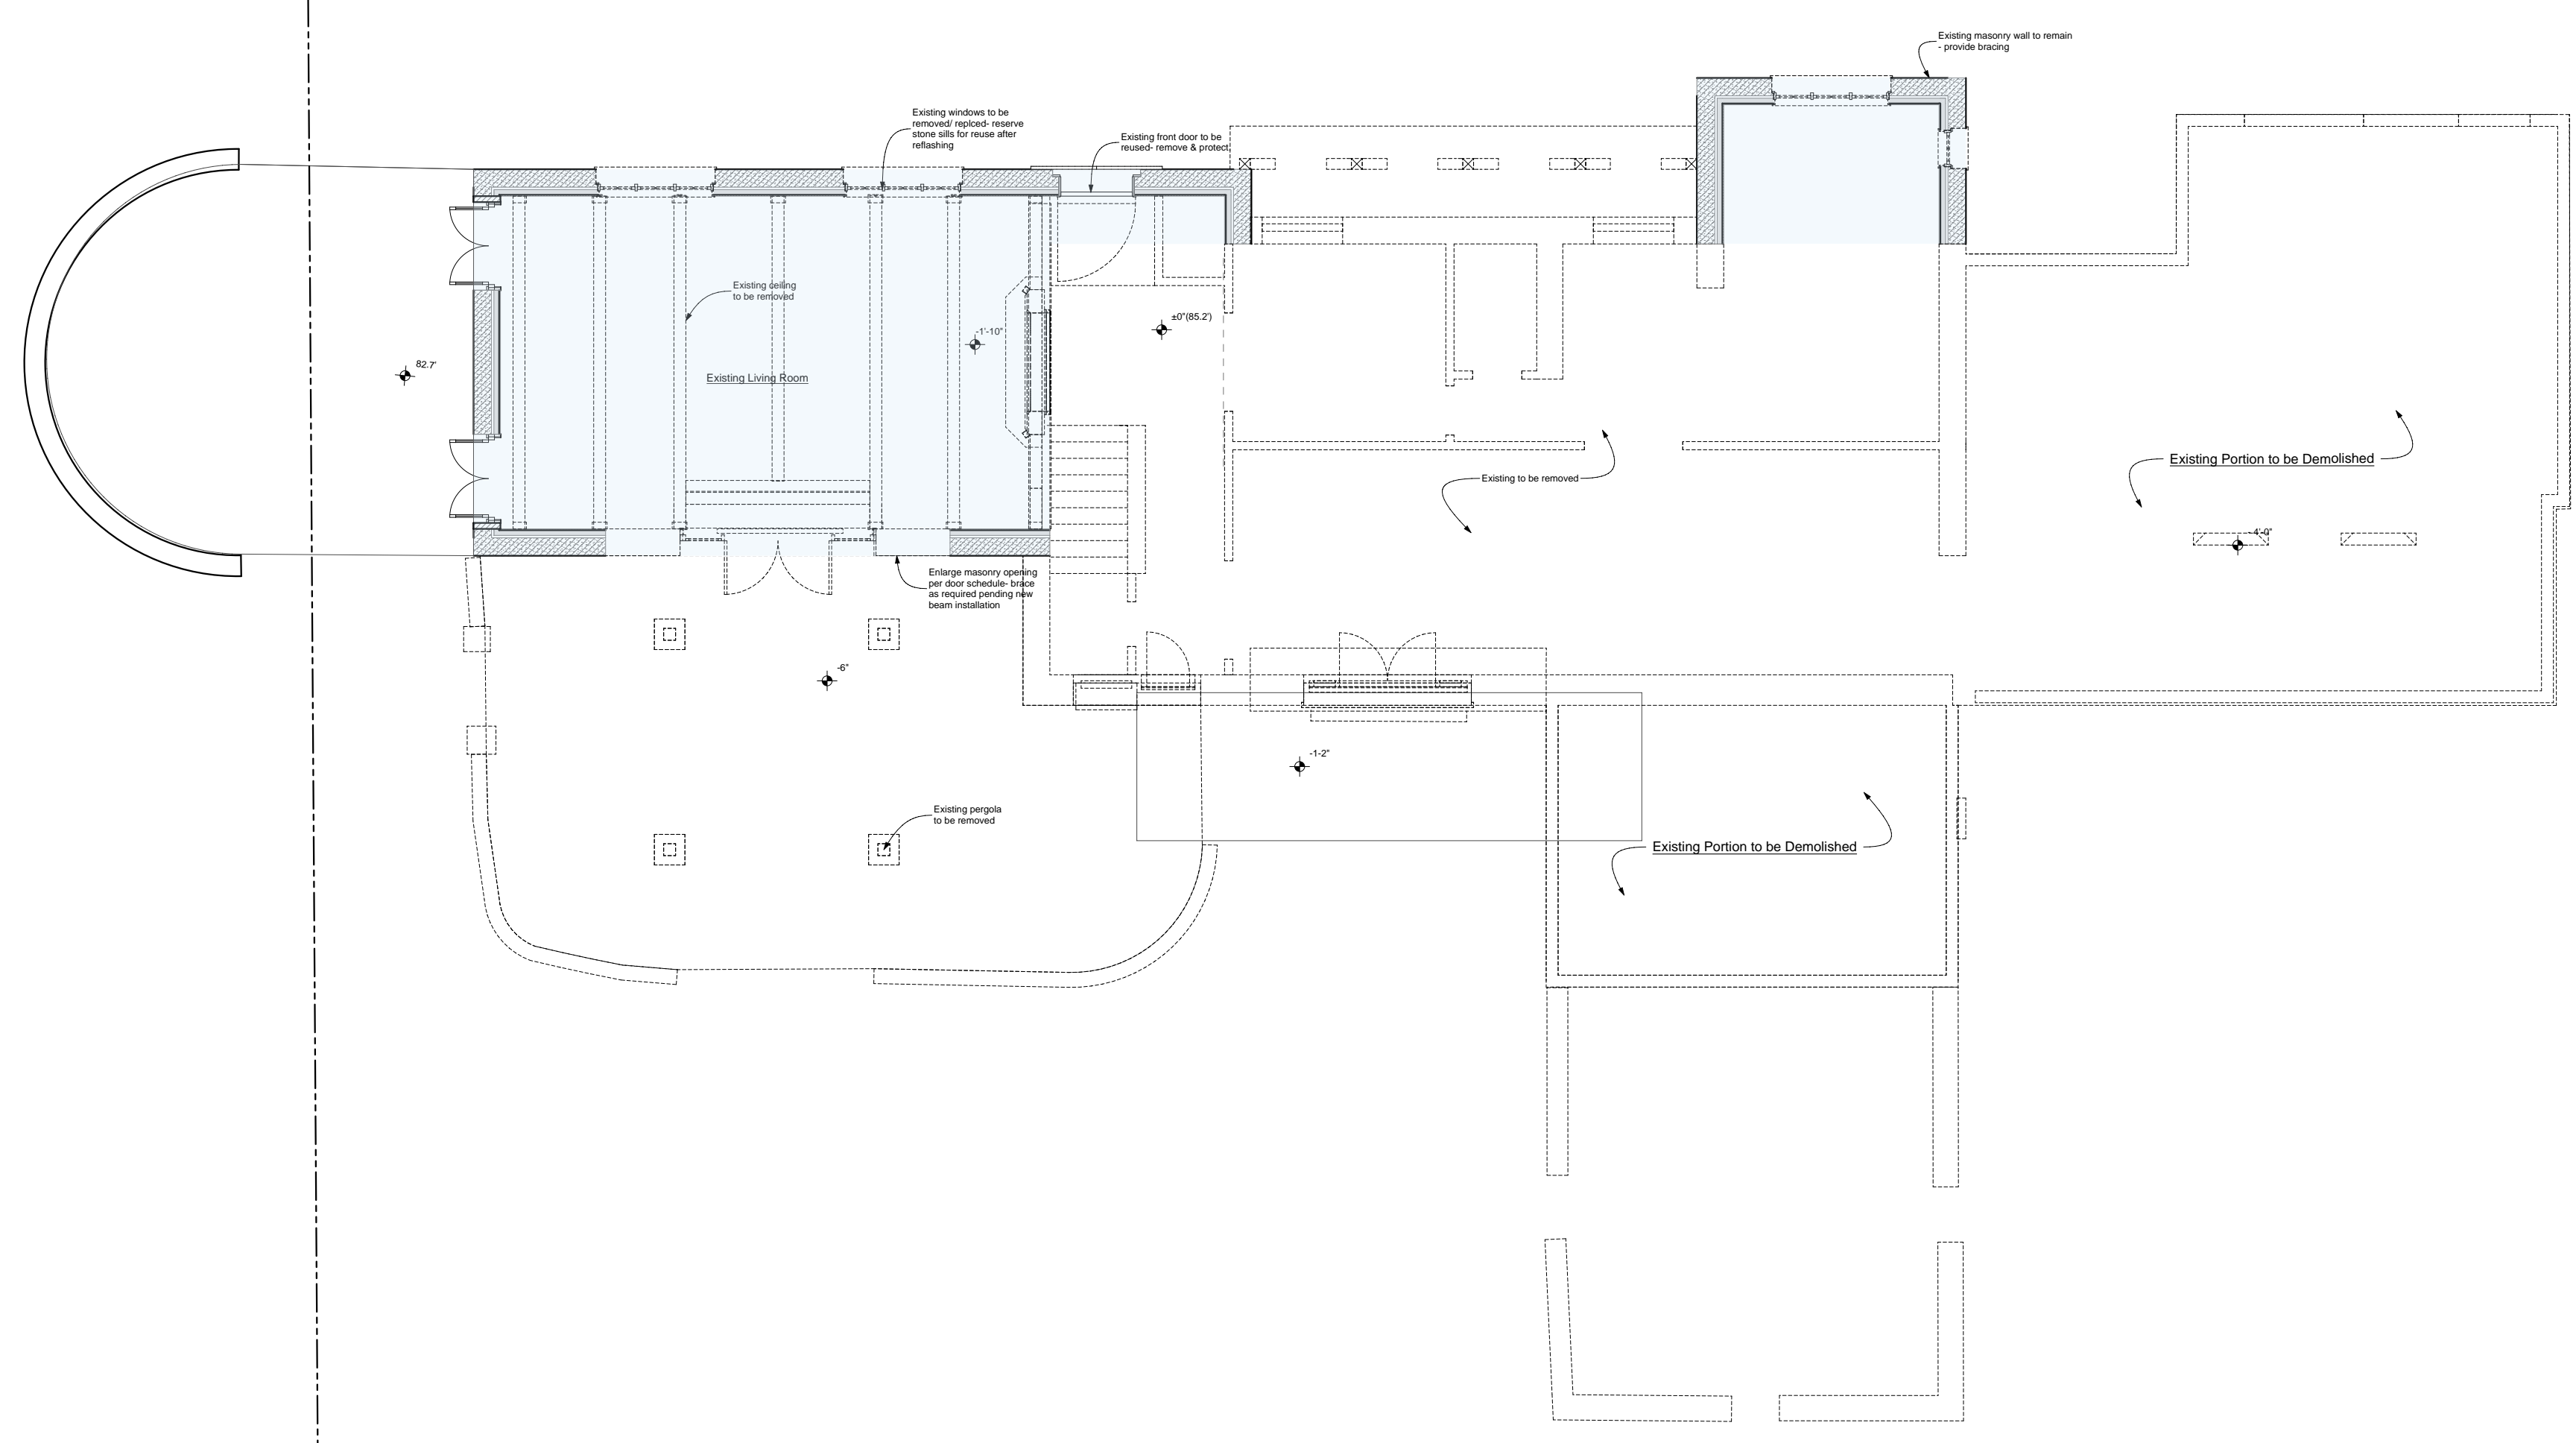 Existing masonry wall to remain
- provide bracing
Existing windows to be
removed/ replced- reserve
stone sills for reuse after
reflashing
Existing front door to be
reused- remove & protect
Existing ceiling
to be removed
±0"(85.2')
-1'-10"
82.7'
Existing Living Room
Existing Portion to be Demolished
Existing to be removed
-4'-0"
Enlarge masonry opening
per door schedule- brace
as required pending new
beam installation
-6"
-1-2"
Existing pergola
to be removed
Existing Portion to be Demolished